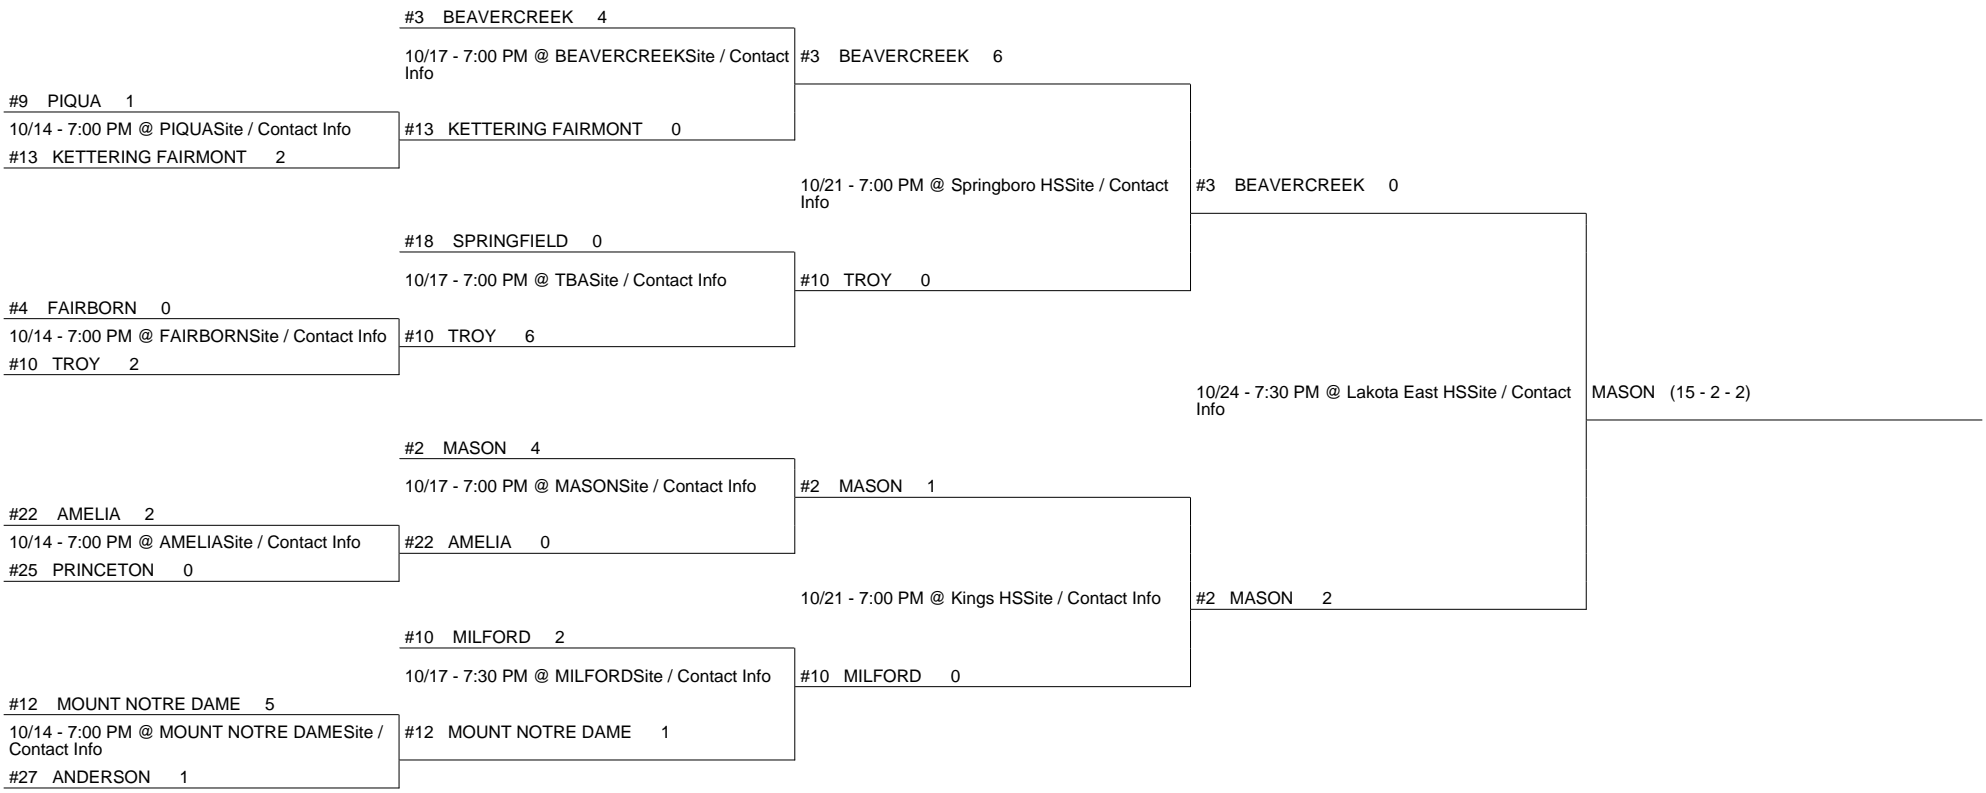 #3 BEAVERCREEK 4
10/17 - 7:00 PM @ BEAVERCREEKSite / Contact
Info
#3 BEAVERCREEK 6
#9 PIQUA 1
10/14 - 7:00 PM @ PIQUASite / Contact Info
#13 KETTERING FAIRMONT 0
#13 KETTERING FAIRMONT 2
10/21 - 7:00 PM @ Springboro HSSite / Contact
Info
#3 BEAVERCREEK 0
#18 SPRINGFIELD 0
10/17 - 7:00 PM @ TBASite / Contact Info
#10 TROY 0
#4 FAIRBORN 0
10/14 - 7:00 PM @ FAIRBORNSite / Contact Info
#10 TROY 6
#10 TROY 2
10/24 - 7:30 PM @ Lakota East HSSite / Contact
Info
MASON (15 - 2 - 2)
#2 MASON 4
10/17 - 7:00 PM @ MASONSite / Contact Info
#2 MASON 1
#22 AMELIA 2
10/14 - 7:00 PM @ AMELIASite / Contact Info
#22 AMELIA 0
#25 PRINCETON 0
10/21 - 7:00 PM @ Kings HSSite / Contact Info
#2 MASON 2
#10 MILFORD 2
10/17 - 7:30 PM @ MILFORDSite / Contact Info
#10 MILFORD 0
#12 MOUNT NOTRE DAME 5
10/14 - 7:00 PM @ MOUNT NOTRE DAMESite /
Contact Info
#12 MOUNT NOTRE DAME 1
#27 ANDERSON 1